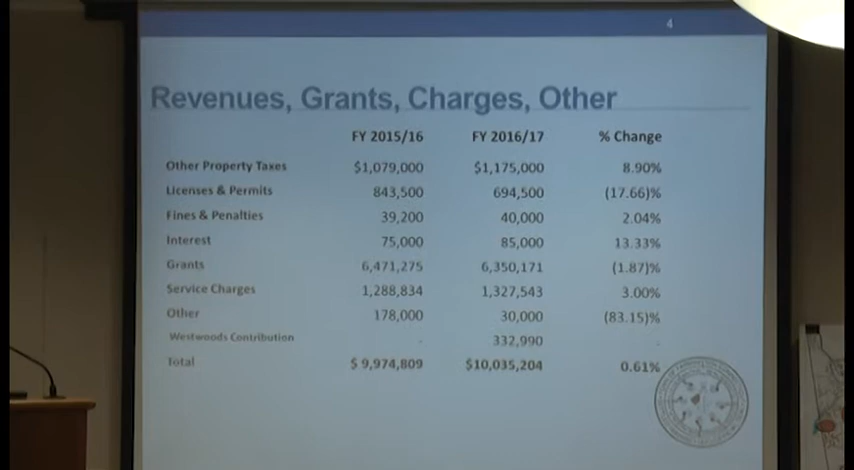 4
Revenues, Grants, Charges, Other
FY 2015/16 FY 2016/17 % Change
Other Property Taxes $1,079,000 $1,175,000 8.90%
Licenses & Permits 843,500 694,500 (17.66)%
Fines & Penalties 39,200 40,000 2.04%
Interest 75,000 85,000 13.33%
Grants 6,471,275 6,350,171 (1.87)%
Service Charges 1,288,834 1,327,543 3.00%
Other 178,000 30,000 (83.15)%
Westwoods Contribution - 332,990 -
Total $ 9,974,809 $10,035,204 0.61%